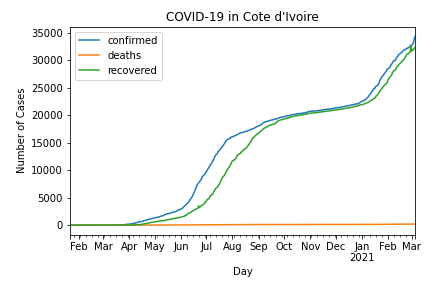 COVID-19 in Cote d'Ivoire
confirmed
deaths
recovered
Number of Cases
35000
30000
25000
20000
15000
10000
5000
0
Feb Mar Apr May Jun Jul Aug Sep Oct Nov Dec Jan Feb Mar
2021
Day